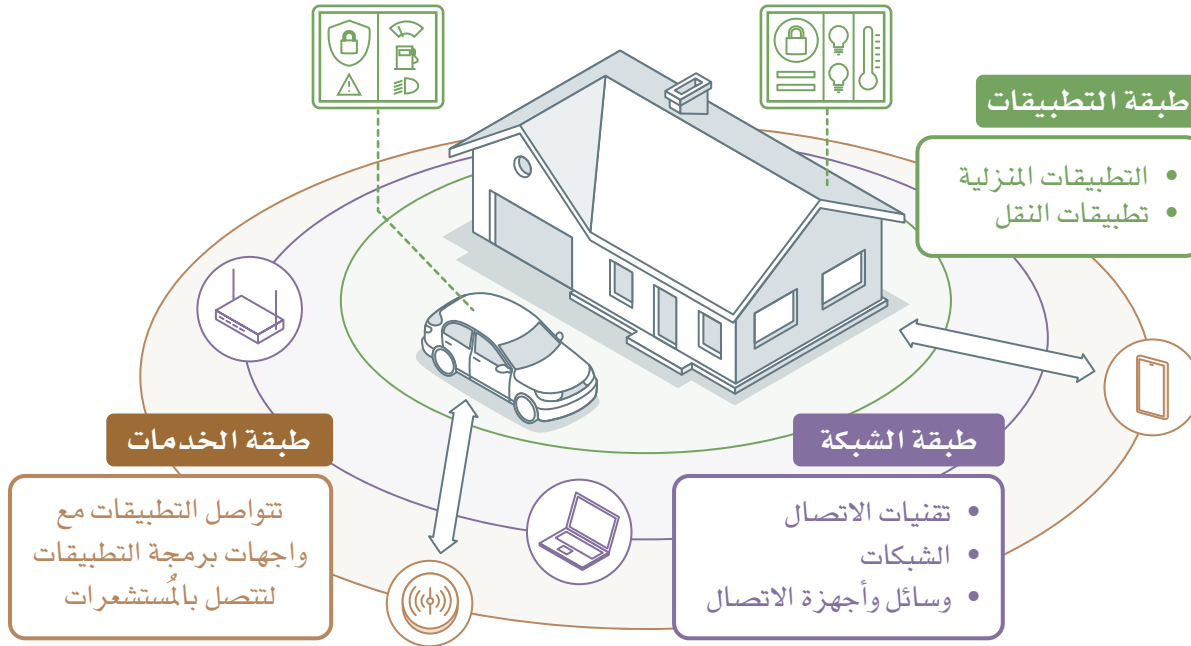 طبقة التطبيقات
• التطبيقات المنزلية
• تطبيقات النقل
طبقة الشبكة
• تقنيات الاتصال
• الشبكات
• وسائل وأجهزة الاتصال
طبقة الخدمات
تتواصل التطبيقات مع
واجهات برمجة التطبيقات
لتتصل بالمُستشعرات